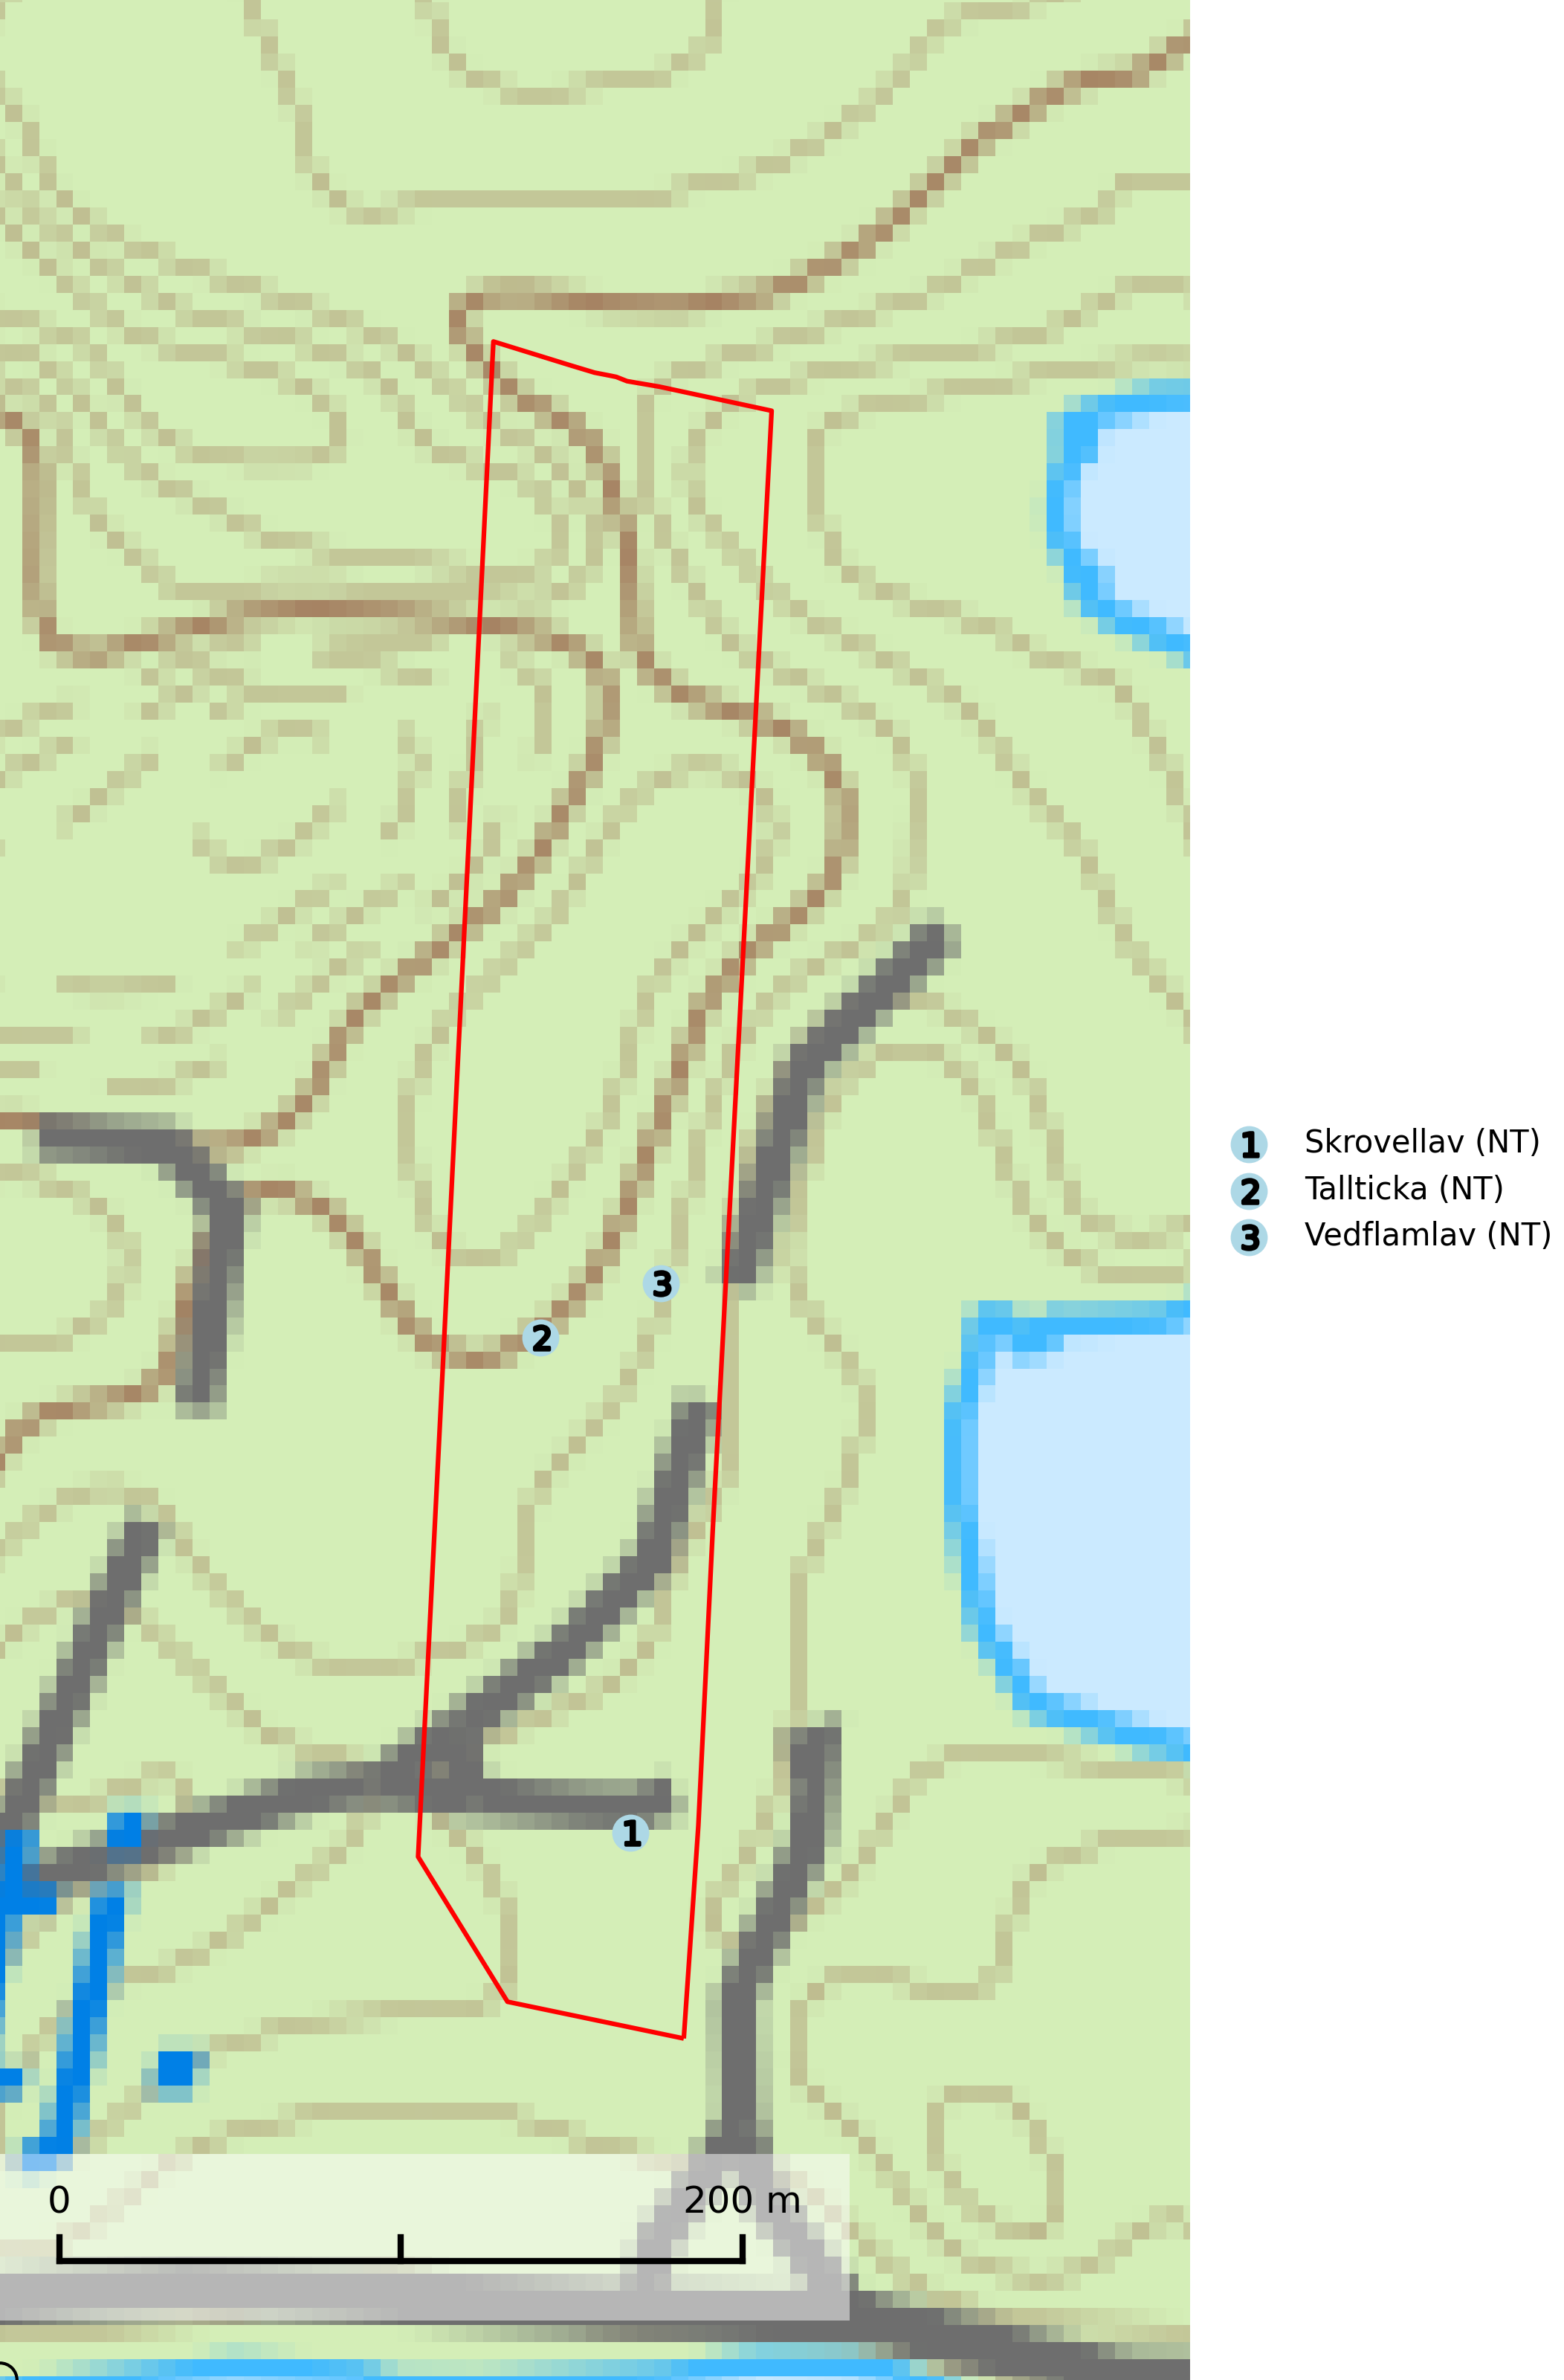 3
2
1
1 Skrovellav (NT)
2 Tallticka (NT)
3 Vedflamlav (NT)
0 200 m